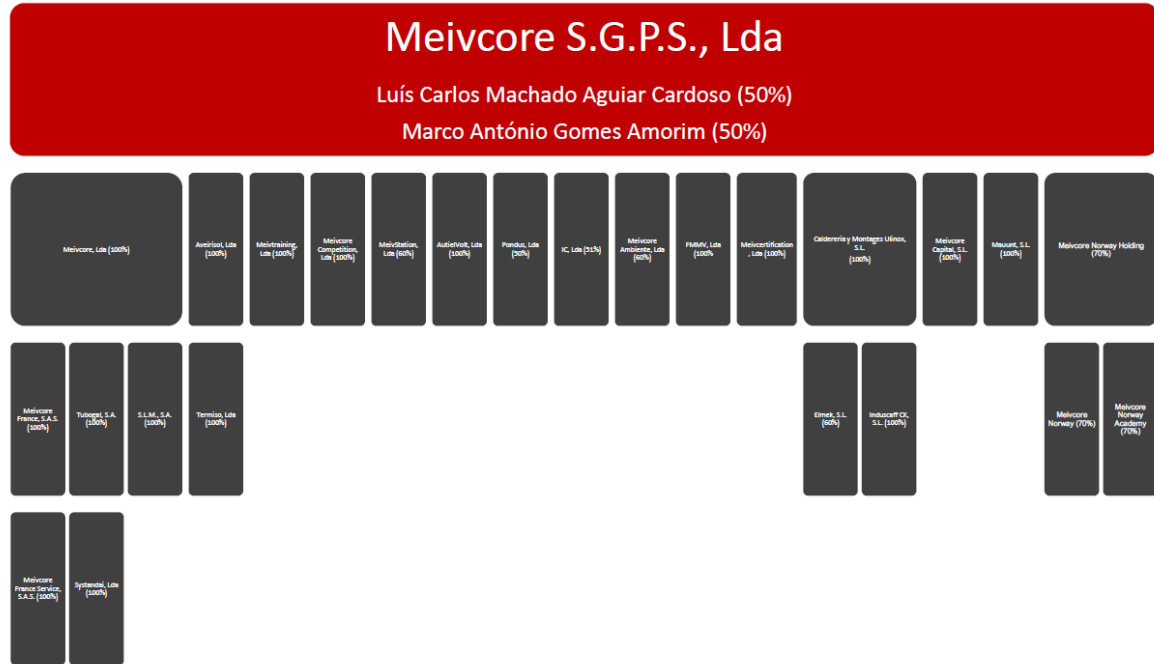 Meivcore S.G.P.S., Lda
Luís Carlos Machado Aguiar Cardoso (50%)
Marco António Gomes Amorim (50%)
Meivcore, Lda (100%)
Aveirisol, Lda
(100%)
Meivtraining,
Lda (100%)
Meivcore
Competition,
Lda (100%)
MeivStation,
Lda (60%)
AutielVolt, Lda
(100%)
Pondus, Lda
(50%)
IC, Lda (51%)
Meivcore
Ambiente, Lda
(60%)
FMMV, Lda
(100%
Meivcertification
, Lda (100%)
Caldereria y Montages Ulinox,
S.L.
(100%)
Meivcore
Capital, S.L.
(100%)
Mauunt, S.L.
(100%)
Meivcore Norway Holding
(70%)
Meivcore
France, S.A.S.
(100%)
Tubogal, S.A.
(100%)
S.L.M., S.A.
(100%)
Termiso, Lda
(100%)
Elmek, S.L.
(60%)
Induscaff CK,
S.L. (100%)
Meivcore
Norway (70%)
Meivcore
Norway
Academy
(70%)
Meivcore
France Service,
S.A.S. (100%)
Systandai, Lda
(100%)